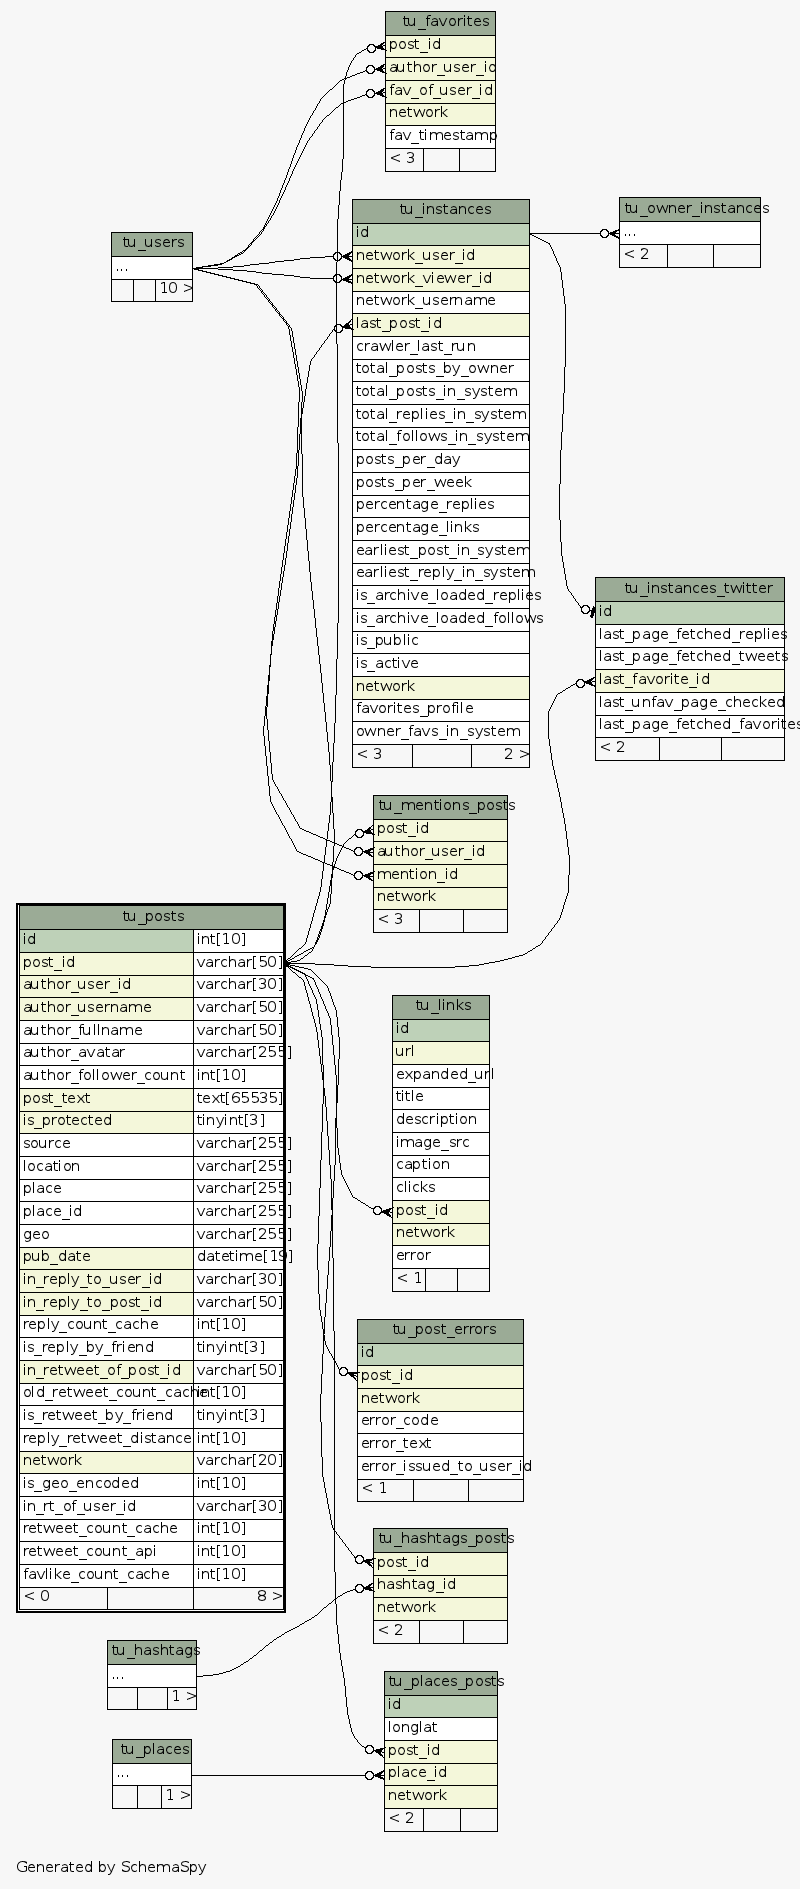 tu_favorites
post_id
author_user_id
fav_of_user_id
network
fav_timestamp
< 3
tu_users
...
10 >
tu_instances
id
network_user_id
network_viewer_id
network_username
last_post_id
crawler_last_run
total_posts_by_owner
total_posts_in_system
total_replies_in_system
total_follows_in_system
posts_per_day
posts_per_week
percentage_replies
percentage_links
earliest_post_in_system
earliest_reply_in_system
is_archive_loaded_replies
is_archive_loaded_follows
is_public
is_active
network
favorites_profile
owner_favs_in_system
< 3 2 >
tu_owner_instances
...
< 2
tu_instances_twitter
id
last_page_fetched_replies
last_page_fetched_tweets
last_favorite_id
last_unfav_page_checked
last_page_fetched_favorites
< 2
tu_mentions_posts
post_id
author_user_id
mention_id
network
< 3
tu_posts
id int[10]
post_id varchar[50]
author_user_id varchar[30]
author_username varchar[50]
author_fullname varchar[50]
author_avatar varchar[255]
author_follower_count int[10]
post_text text[65535]
is_protected tinyint[3]
source varchar[255]
location varchar[255]
place varchar[255]
place_id varchar[255]
geo varchar[255]
pub_date datetime[19]
in_reply_to_user_id varchar[30]
in_reply_to_post_id varchar[50]
reply_count_cache int[10]
is_reply_by_friend tinyint[3]
in_retweet_of_post_id varchar[50]
old_retweet_count_cache int[10]
is_retweet_by_friend tinyint[3]
reply_retweet_distance int[10]
network varchar[20]
is_geo_encoded int[10]
in_rt_of_user_id varchar[30]
retweet_count_cache int[10]
retweet_count_api int[10]
favlike_count_cache int[10]
< 0 8 >
tu_links
id
url
expanded_url
title
description
image_src
caption
clicks
post_id
network
error
< 1
tu_post_errors
id
post_id
network
error_code
error_text
error_issued_to_user_id
< 1
tu_hashtags_posts
post_id
hashtag_id
network
< 2
tu_hashtags
...
1 >
tu_places_posts
id
longlat
post_id
place_id
network
< 2
tu_places
...
1 >
Generated by SchemaSpy